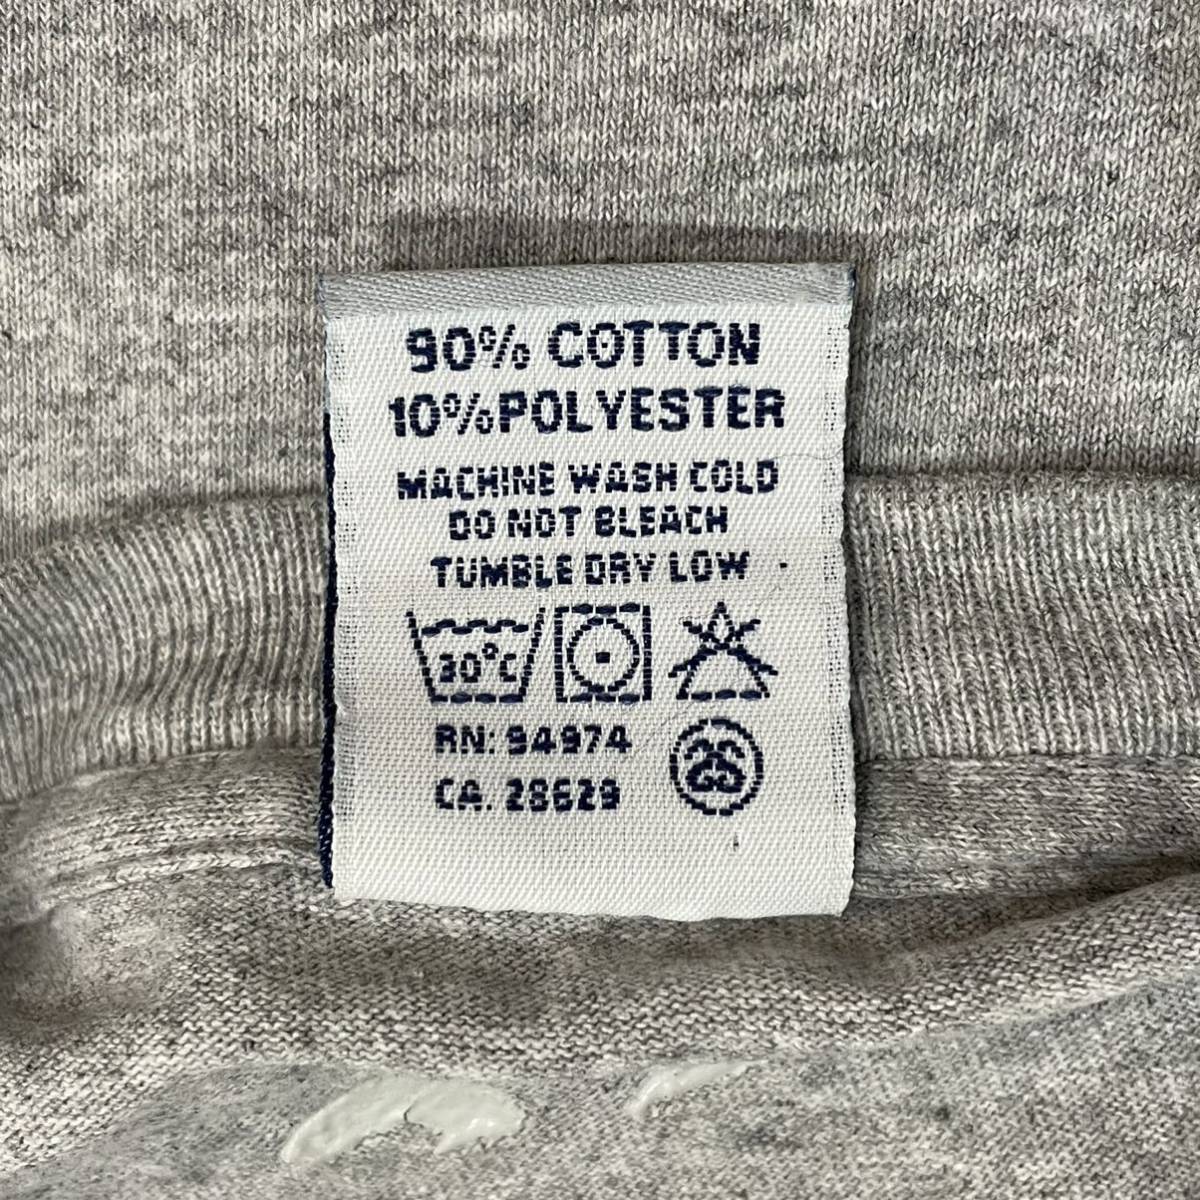 90% COTTON
10% POLYESTER
MACHINE WASH COLD
DO NOT BLEACH
TUMBLE DRY LOW
30°C
RN: 94974
CA. 28629